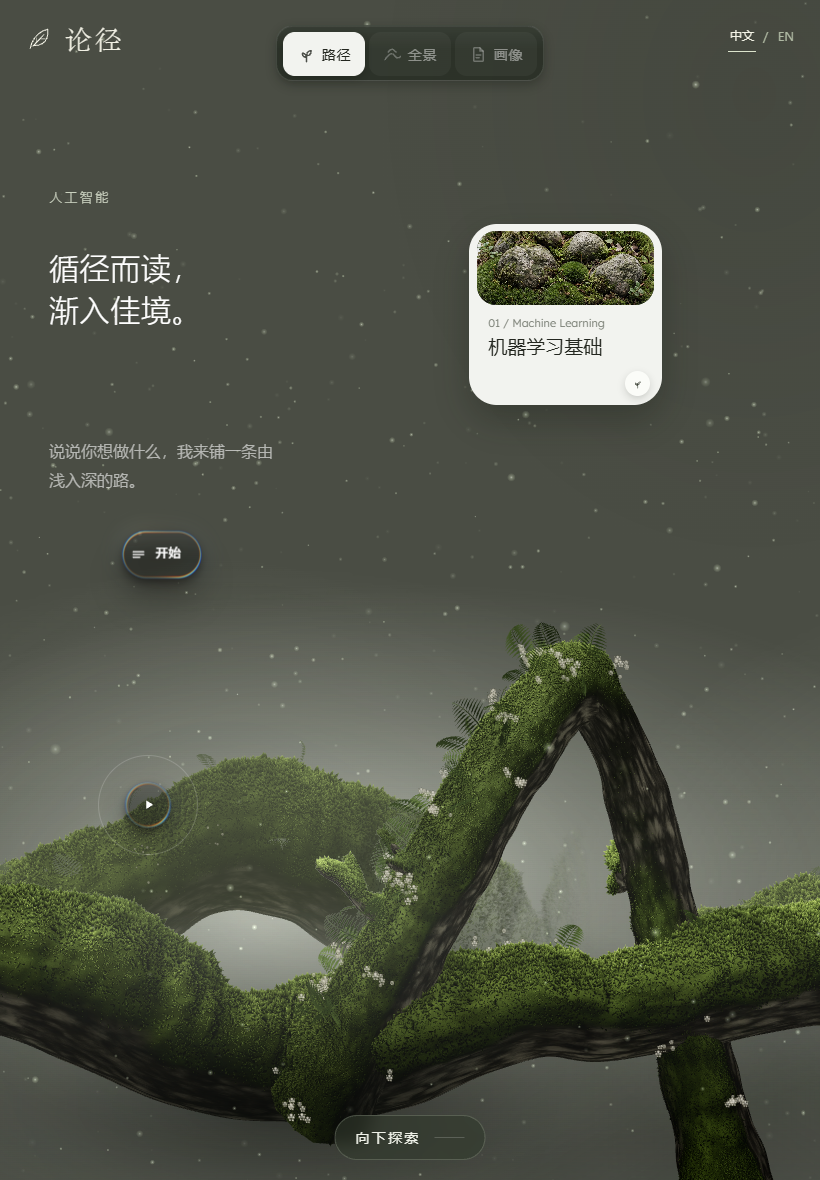 论径
路径
全景
画像
中文 / EN
人工智能
循径而读，
渐入佳境。
01 / Machine Learning
机器学习基础
说说你想做什么，我来铺一条由
浅入深的路。
开始
向下探索